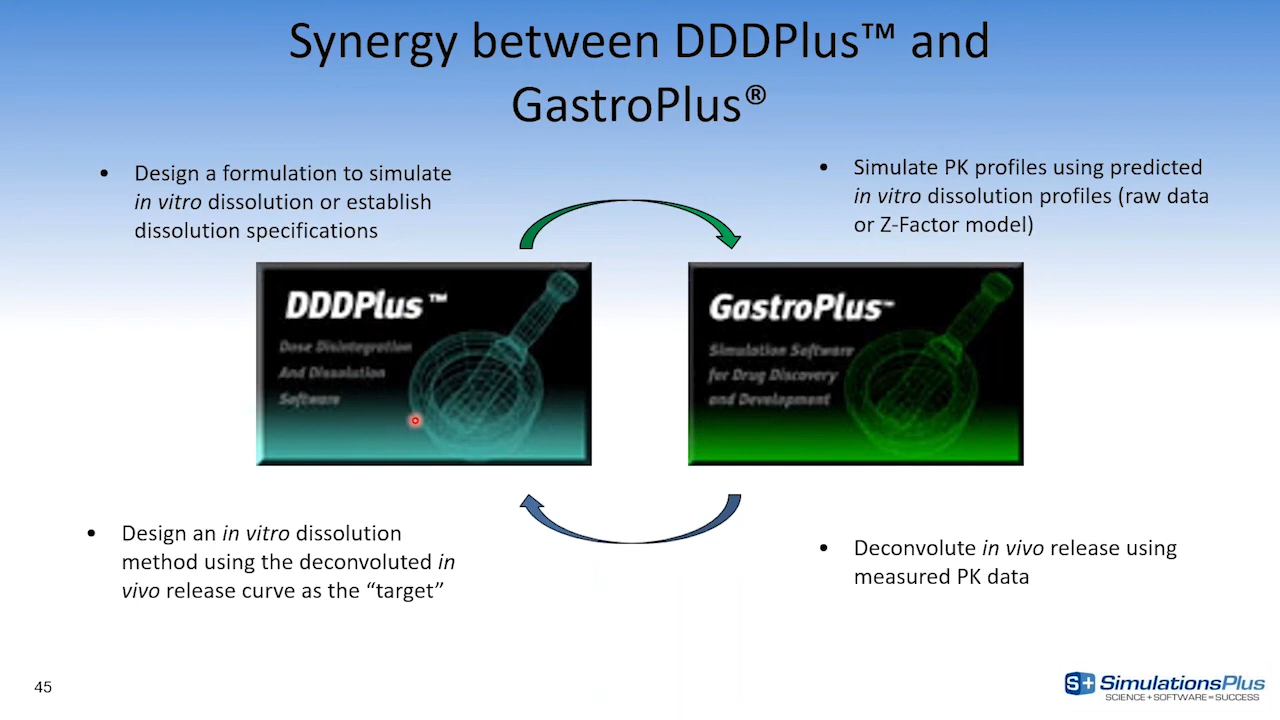 Synergy between DDDPlus™ and
GastroPlus®
• Design a formulation to simulate
in vitro dissolution or establish
dissolution specifications
• Simulate PK profiles using predicted
in vitro dissolution profiles (raw data
or Z-Factor model)
DDDPlus™
Dose Disintegration
And Dissolution
Software
GastroPlus™
Simulation Software
for Drug Discovery
and Development
• Design an in vitro dissolution
method using the deconvoluted in
vivo release curve as the “target”
• Deconvolute in vivo release using
measured PK data
45
S+ SimulationsPlus
SCIENCE+SOFTWARE=SUCCESS